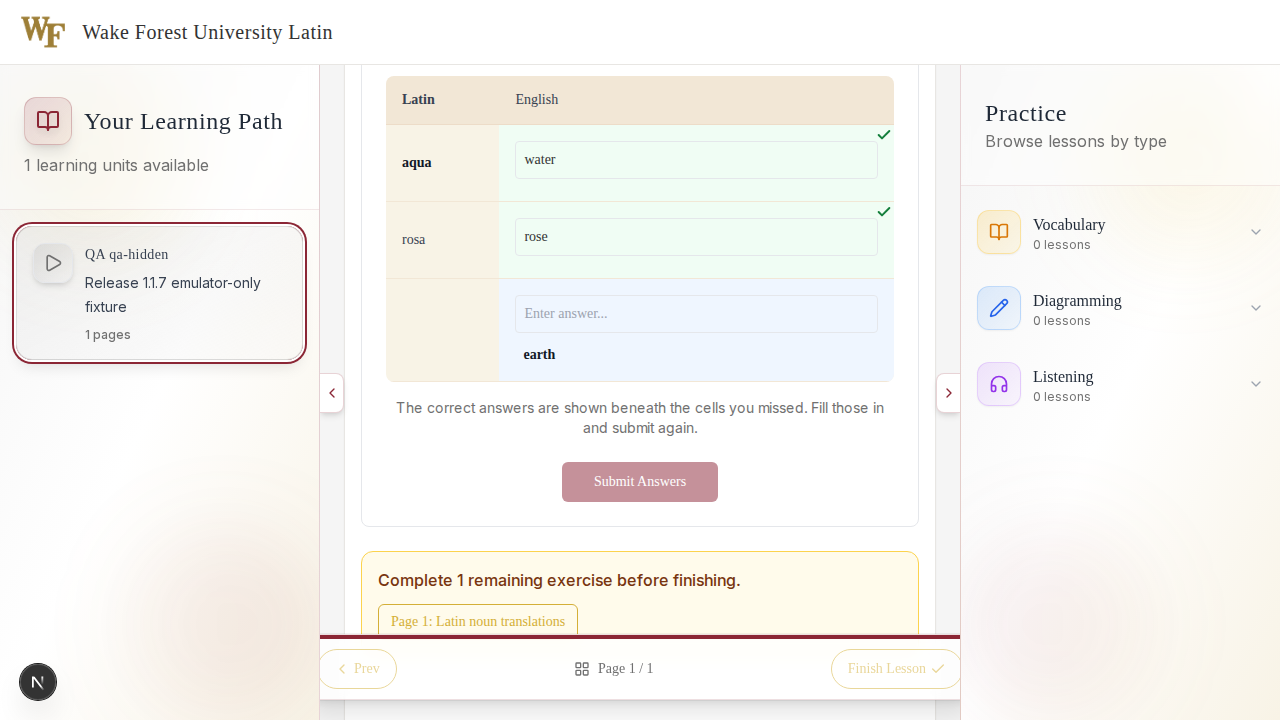 WF
Wake Forest University Latin
Your Learning Path
1 learning units available
QA qa-hidden
Release 1.1.7 emulator-only
fixture
1 pages
N
Latin English
aqua water
rosa rose
Enter answer...
earth
The correct answers are shown beneath the cells you missed. Fill those in
and submit again.
Submit Answers
Complete 1 remaining exercise before finishing.
Page 1: Latin noun translations
Prev
Page 1 / 1
Finish Lesson
Practice
Browse lessons by type
Vocabulary
0 lessons
Diagramming
0 lessons
Listening
0 lessons